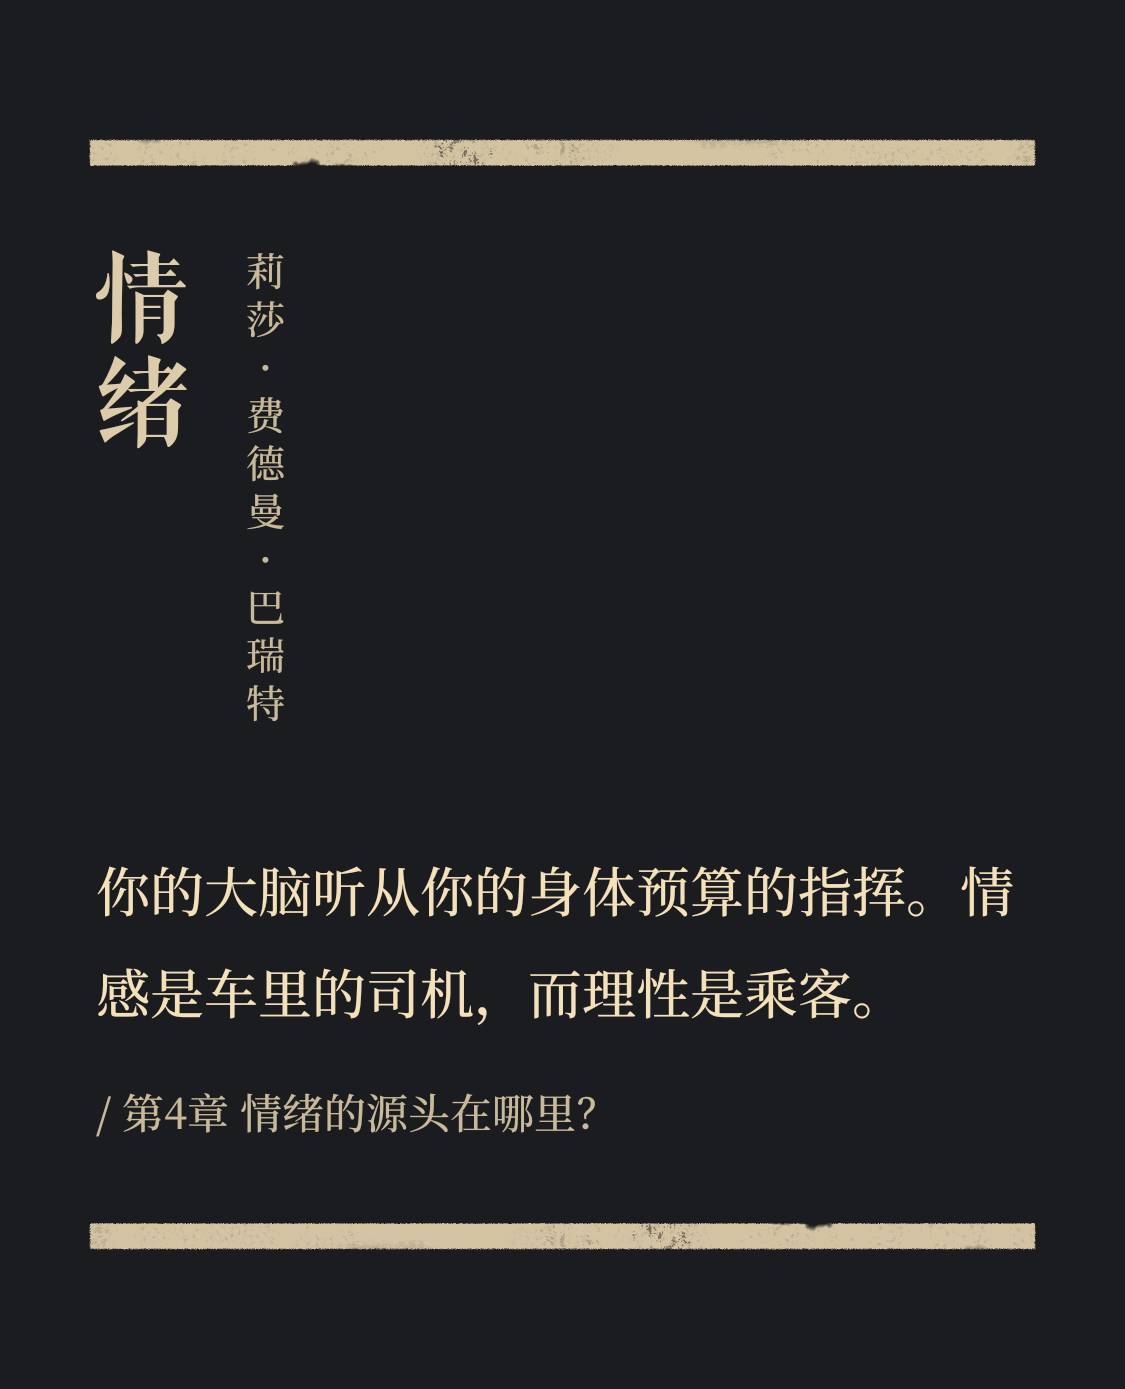 情绪
莉莎·费德曼·巴瑞特
你的大脑听从你的身体预算的指挥。情
感是车里的司机，而理性是乘客。
/ 第4章 情绪的源头在哪里？